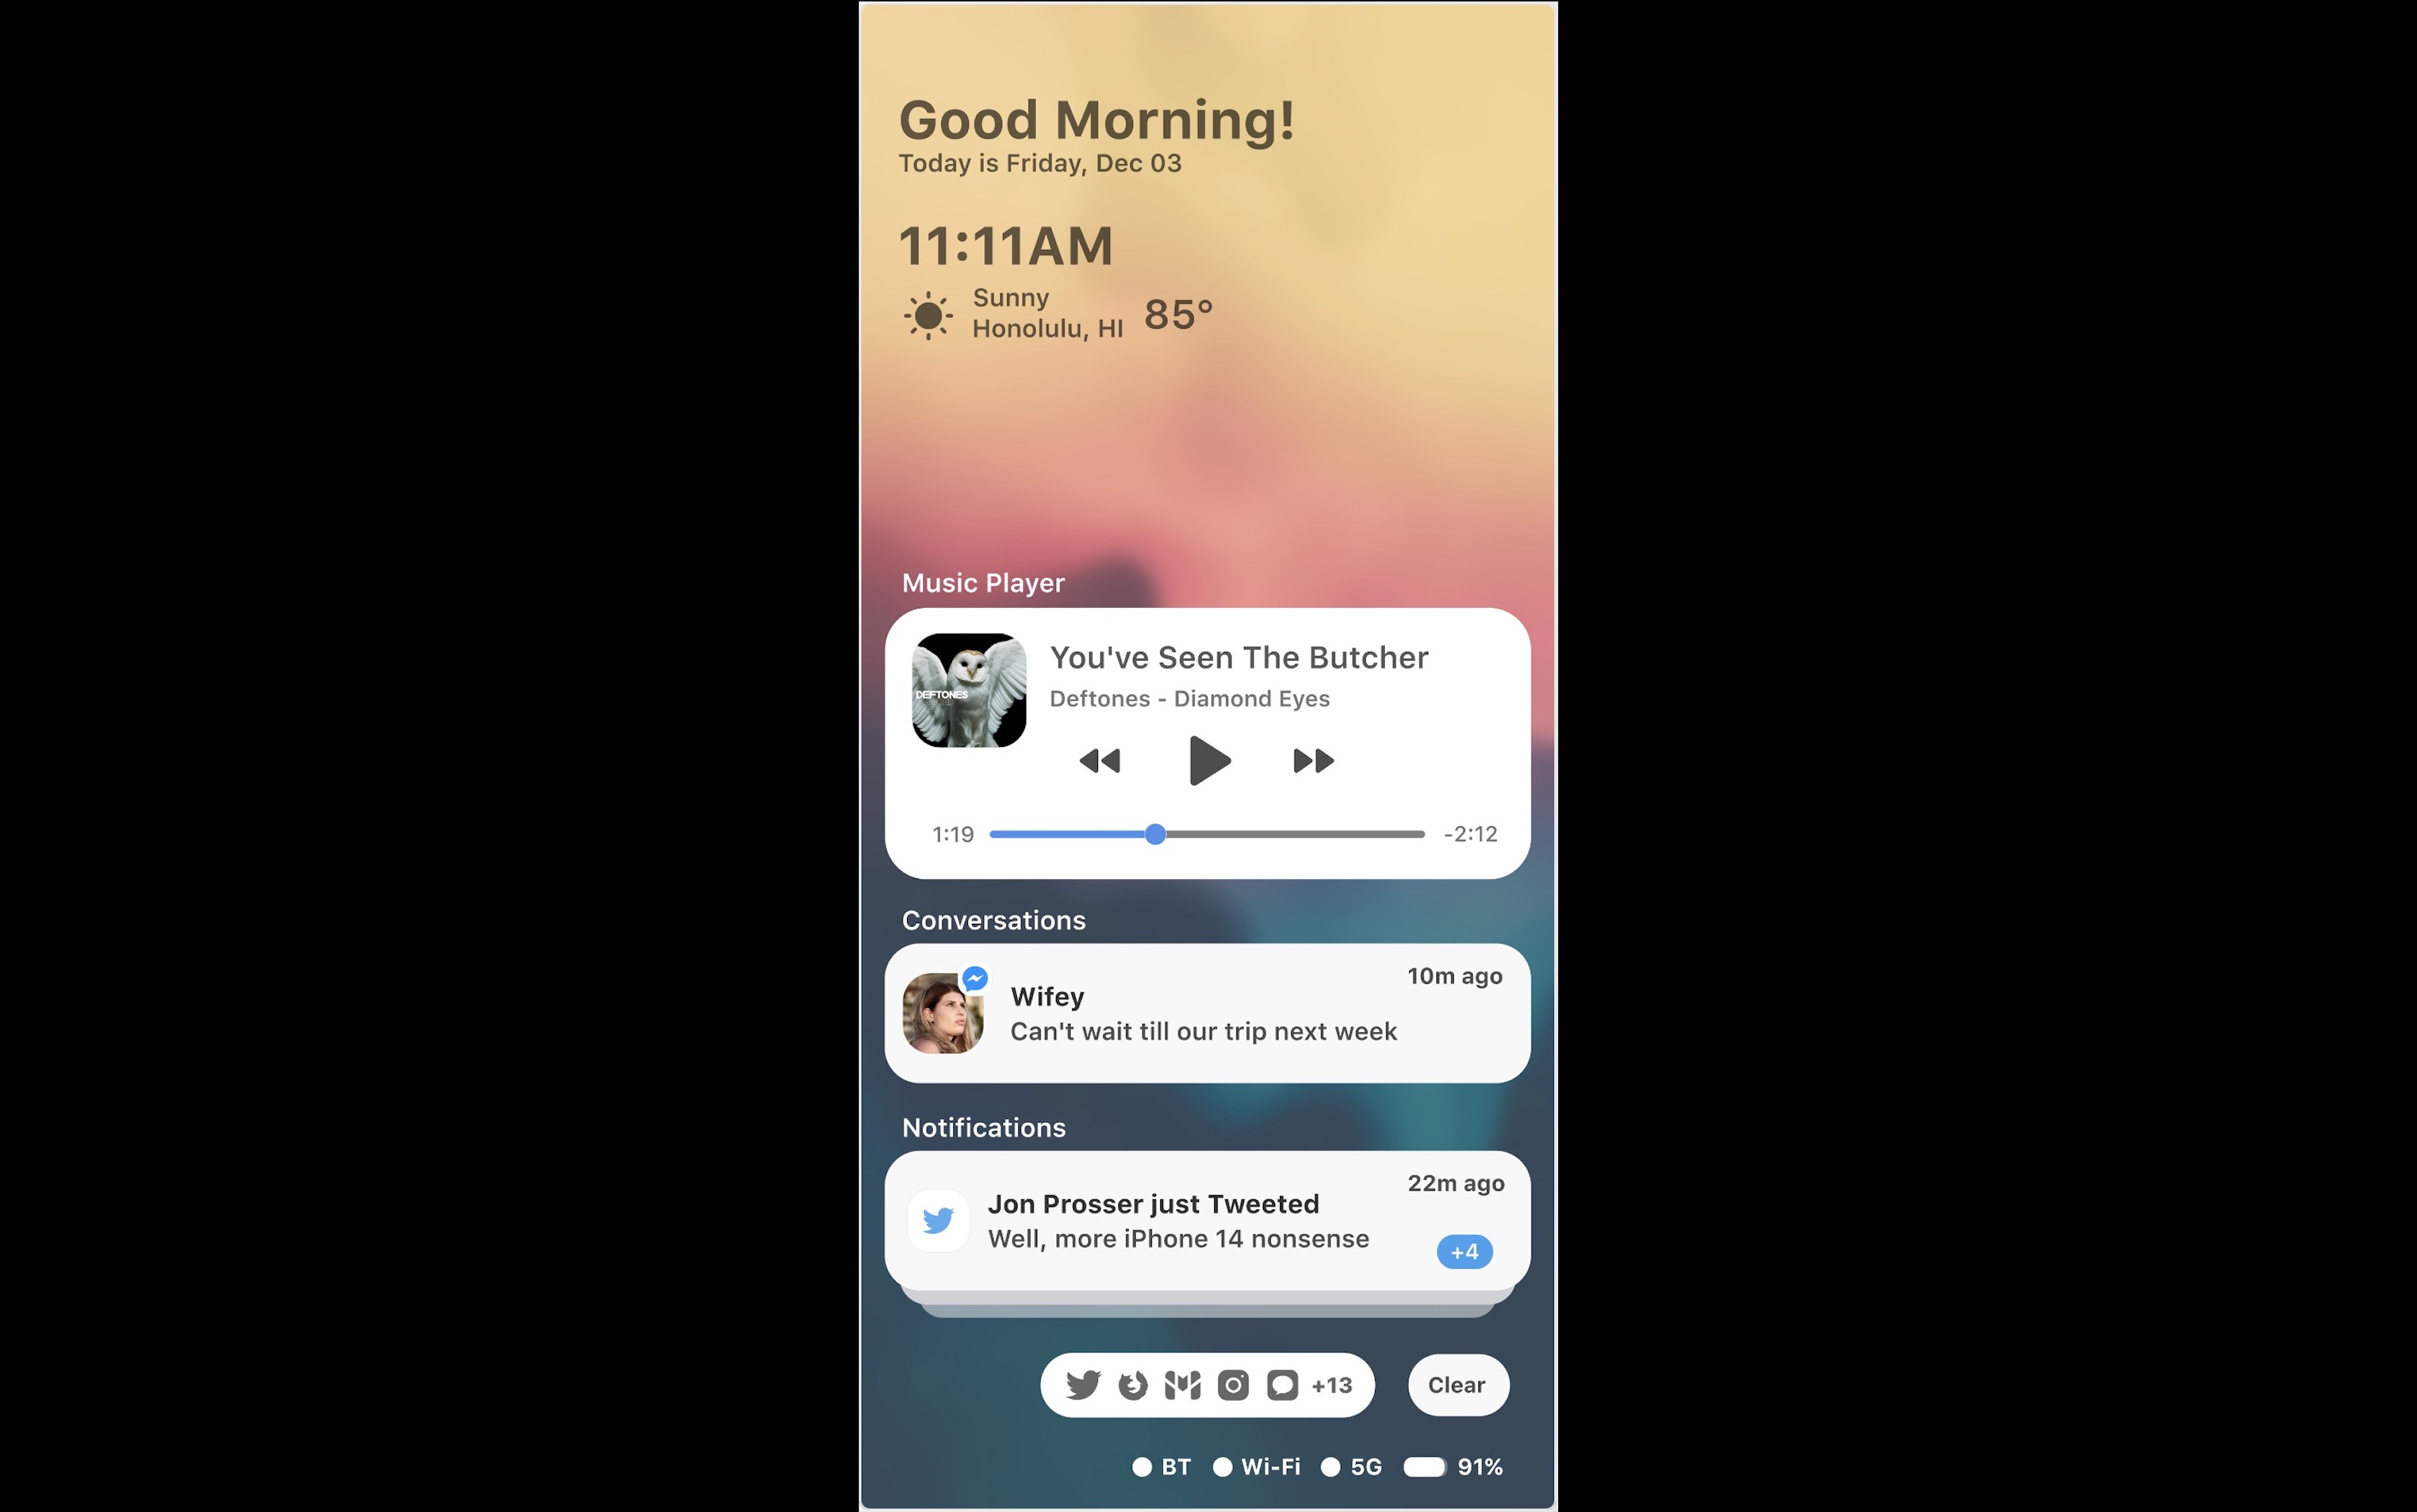 Good Morning!
Today is Friday, Dec 03
11:11AM
Sunny
Honolulu, HI
85°
Music Player
DEFTONES
You've Seen The Butcher
Deftones - Diamond Eyes
1:19
-2:12
Conversations
10m ago
Wifey
Can't wait till our trip next week
Notifications
22m ago
Jon Prosser just Tweeted
Well, more iPhone 14 nonsense
+4
+13
Clear
BT Wi-Fi 5G 91%